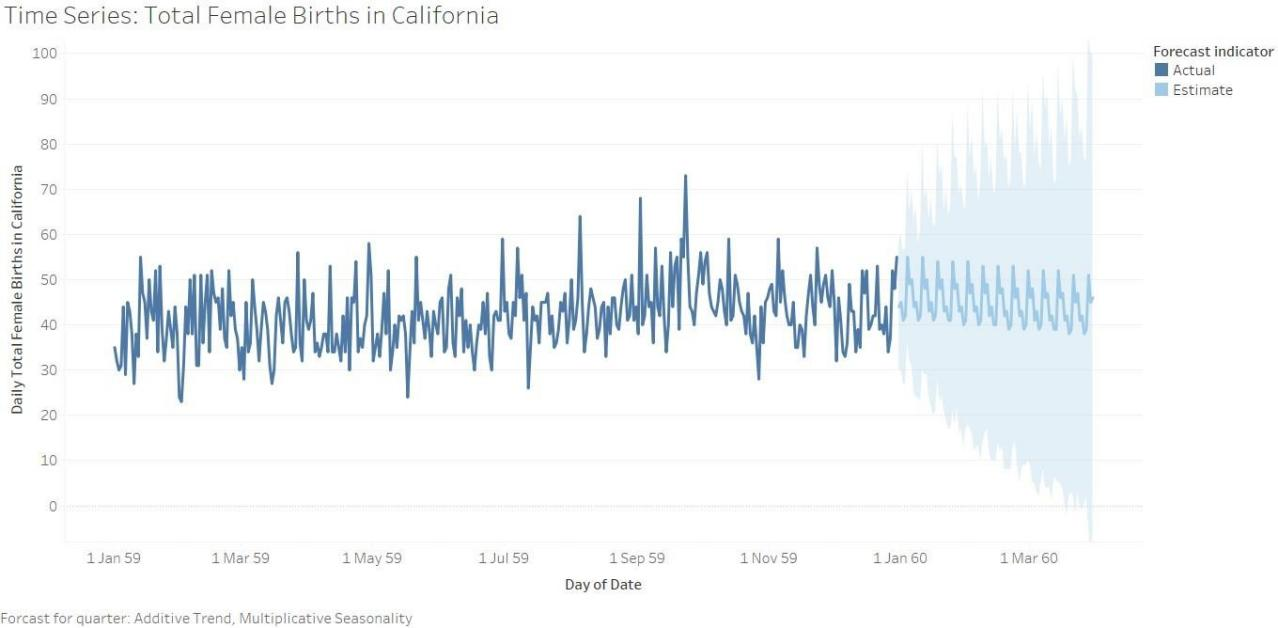 Time Series: Total Female Births in California
Forecast indicator
Actual
Estimate
Daily Total Female Births in California
100
90
80
70
60
50
40
30
20
10
0
1 Jan 59
1 Mar 59
1 May 59
1 Jul 59
1 Sep 59
1 Nov 59
1 Jan 60
1 Mar 60
Day of Date
Forcast for quarter: Additive Trend, Multiplicative Seasonality